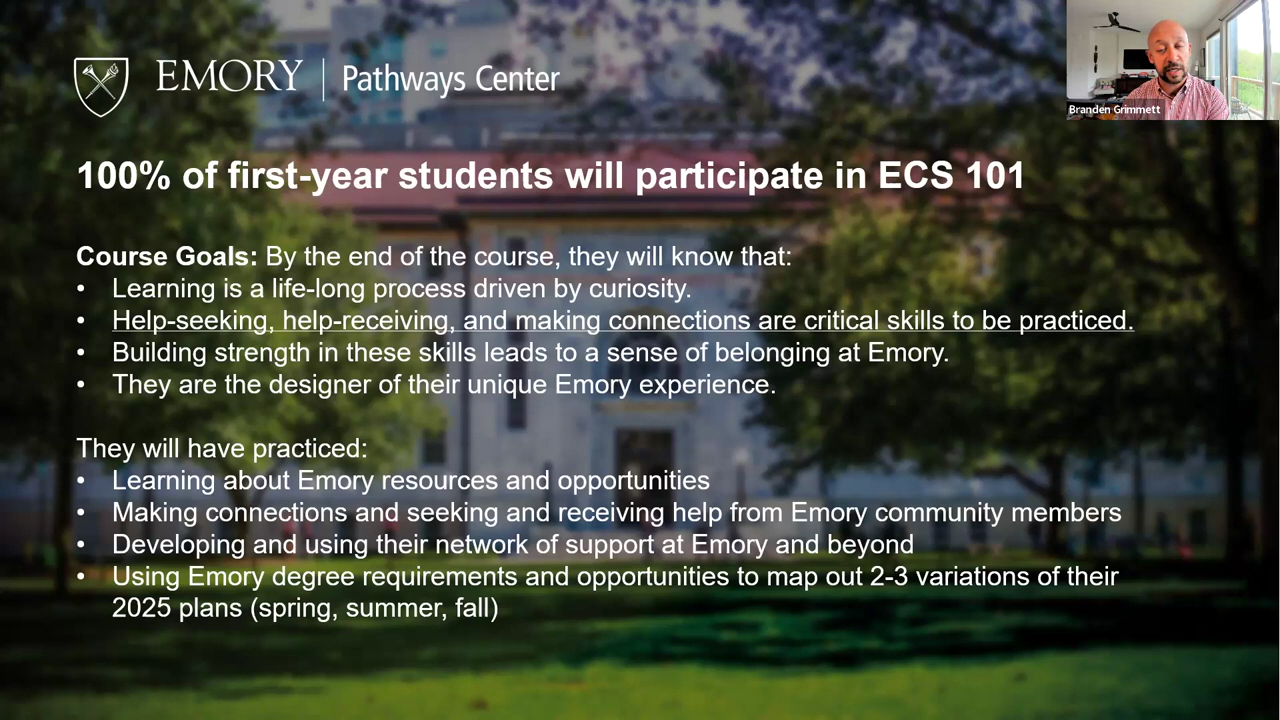 EMORY | Pathways Center
Branden Grimmett
100% of first-year students will participate in ECS 101
Course Goals: By the end of the course, they will know that:
• Learning is a life-long process driven by curiosity.
• Help-seeking, help-receiving, and making connections are critical skills to be practiced.
• Building strength in these skills leads to a sense of belonging at Emory.
• They are the designer of their unique Emory experience.
They will have practiced:
• Learning about Emory resources and opportunities
• Making connections and seeking and receiving help from Emory community members
• Developing and using their network of support at Emory and beyond
• Using Emory degree requirements and opportunities to map out 2-3 variations of their
2025 plans (spring, summer, fall)